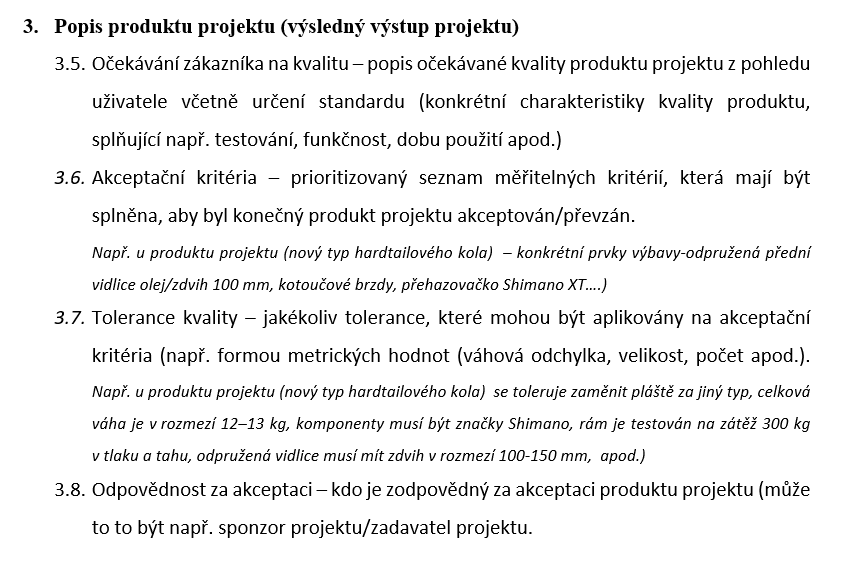 3. Popis produktu projektu (výsledný výstup projektu)
3.5. Očekávání zákazníka na kvalitu – popis očekávané kvality produktu projektu z pohledu
uživatele včetně určení standardu (konkrétní charakteristiky kvality produktu,
splňující např. testování, funkčnost, dobu použití apod.)
3.6. Akceptační kritéria – prioritizovaný seznam měřitelných kritérií, která mají být
splněna, aby byl konečný produkt projektu akceptován/převzán.
Např. u produktu projektu (nový typ hardtailového kola) – konkrétní prvky výbavy-odpružená přední
vidlice olej/zdvih 100 mm, kotoučové brzdy, přehazovačko Shimano XT….)
3.7. Tolerance kvality – jakékoliv tolerance, které mohou být aplikovány na akceptační
kritéria (např. formou metrických hodnot (váhová odchylka, velikost, počet apod.).
Např. u produktu projektu (nový typ hardtailového kola) se toleruje zaměnit pláště za jiný typ, celková
váha je v rozmezí 12–13 kg, komponenty musí být značky Shimano, rám je testován na zátěž 300 kg
v tlaku a tahu, odpružená vidlice musí mít zdvih v rozmezí 100-150 mm, apod.)
3.8. Odpovědnost za akceptaci – kdo je zodpovědný za akceptaci produktu projektu (může
to to být např. sponzor projektu/zadavatel projektu.